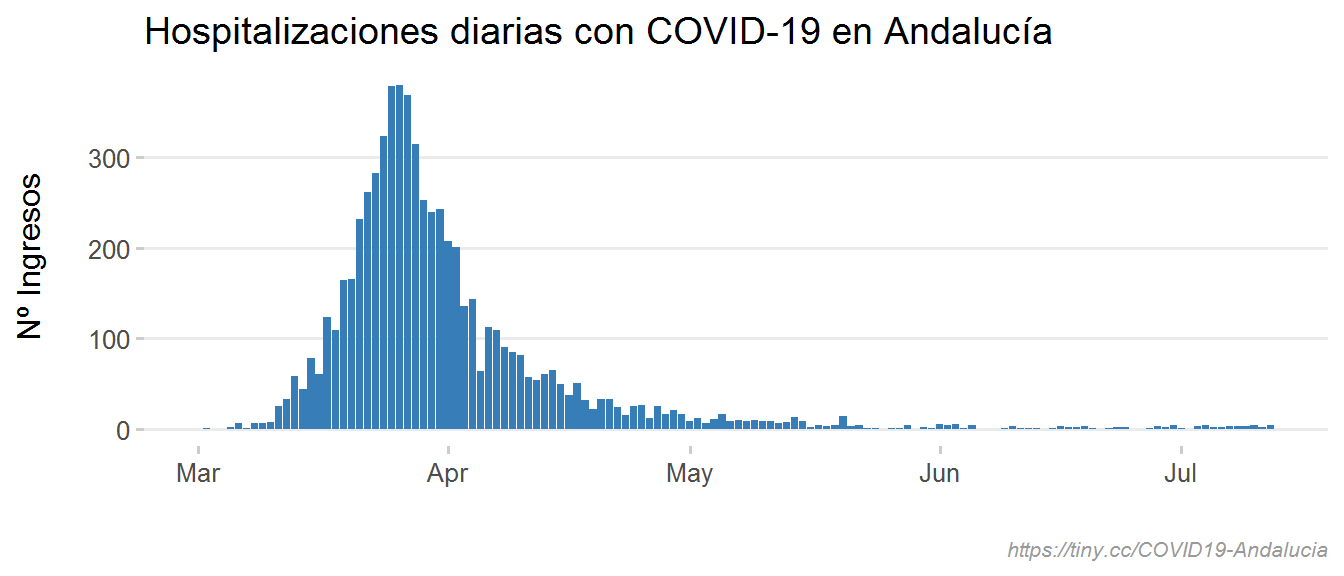 Hospitalizaciones diarias con COVID-19 en Andalucía
Nº Ingresos
300
200
100
0
Mar Apr May Jun Jul
https://tiny.cc/COVID19-Andalucia